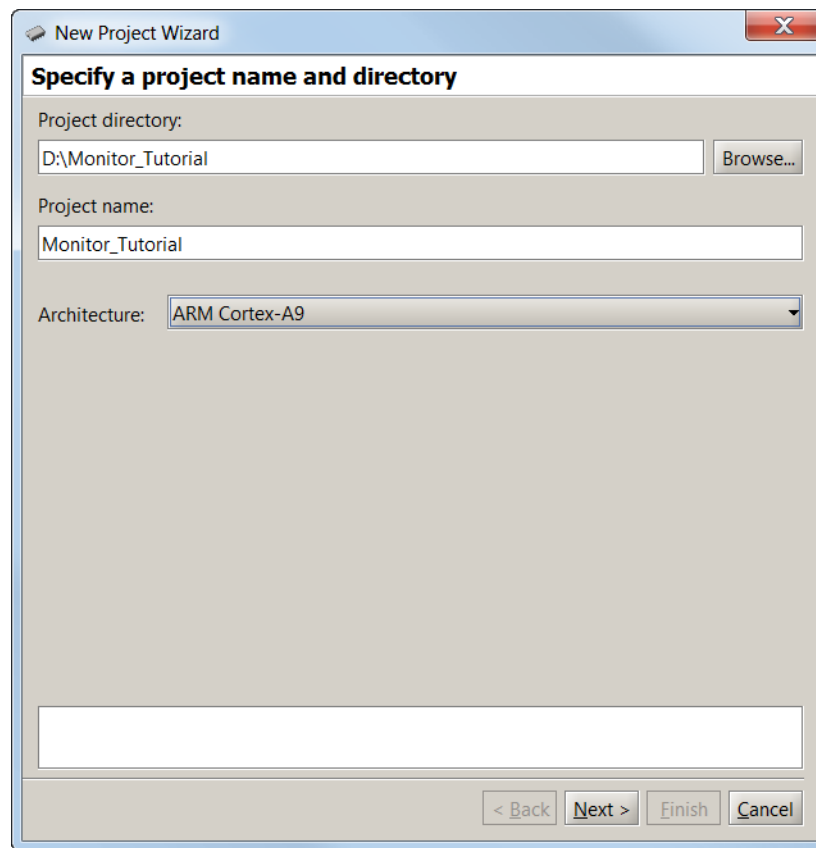 New Project Wizard
Specify a project name and directory
Project directory:
D:\Monitor_Tutorial
Browse...
Project name:
Monitor_Tutorial
Architecture: ARM Cortex-A9
< Back Next > Finish Cancel